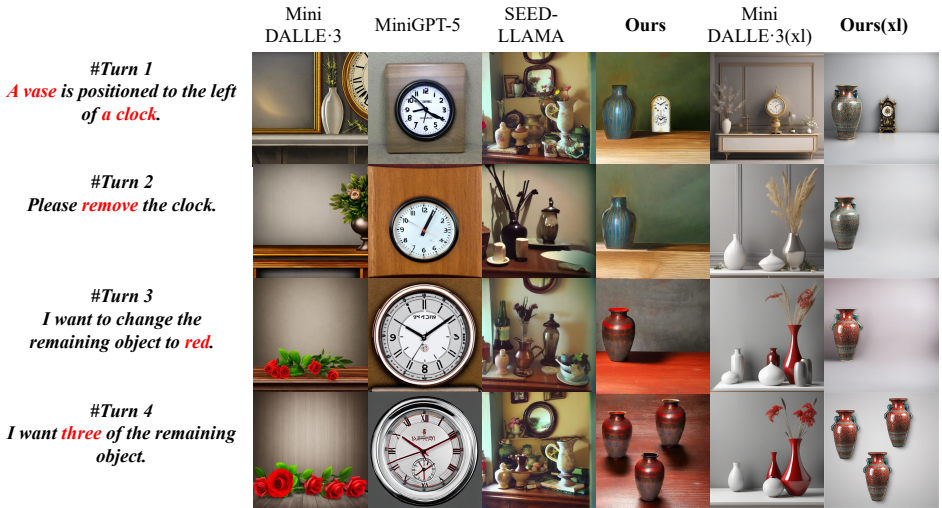 Mini
DALLE·3
MiniGPT-5
SEED-
LLAMA
Ours
Mini
DALLE·3(xl)
Ours(xl)
#Turn 1
A vase is positioned to the left
of a clock.
#Turn 2
Please remove the clock.
#Turn 3
I want to change the
remaining object to red.
#Turn 4
I want three of the remaining
object.